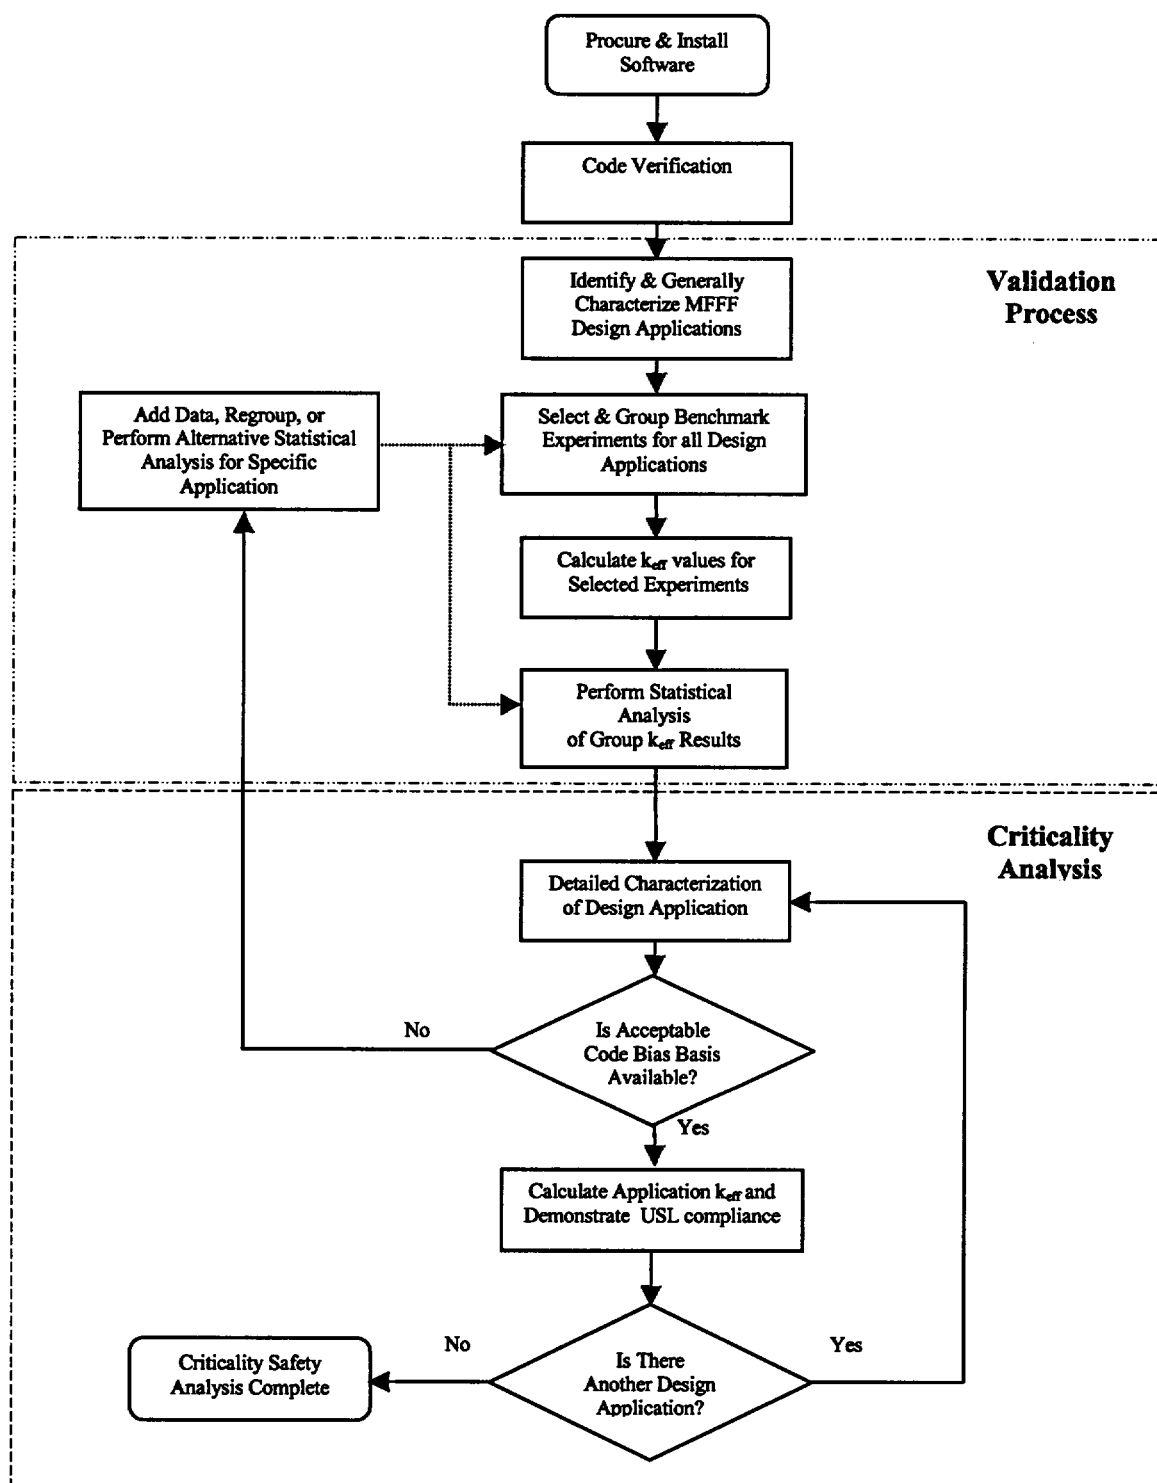 Procure & Install
Software
Code Verification
Validation
Process
Identify & Generally
Characterize MFFF
Design Applications
Add Data, Regroup, or
Perform Alternative Statistical
Analysis for Specific
Application
Select & Group Benchmark
Experiments for all Design
Applications
Calculate keff values for
Selected Experiments
Perform Statistical
Analysis
of Group keff Results
Criticality
Analysis
Detailed Characterization
of Design Application
No
Is Acceptable
Code Bias Basis
Available?
Yes
Calculate Application keff and
Demonstrate USL compliance
No
Yes
Is There
Another Design
Application?
Criticality Safety
Analysis Complete